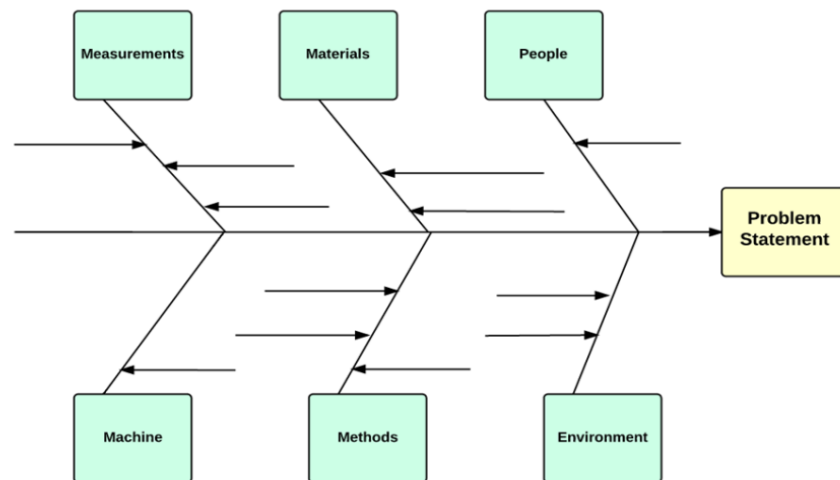 Measurements
Materials
People
Problem
Statement
Machine
Methods
Environment